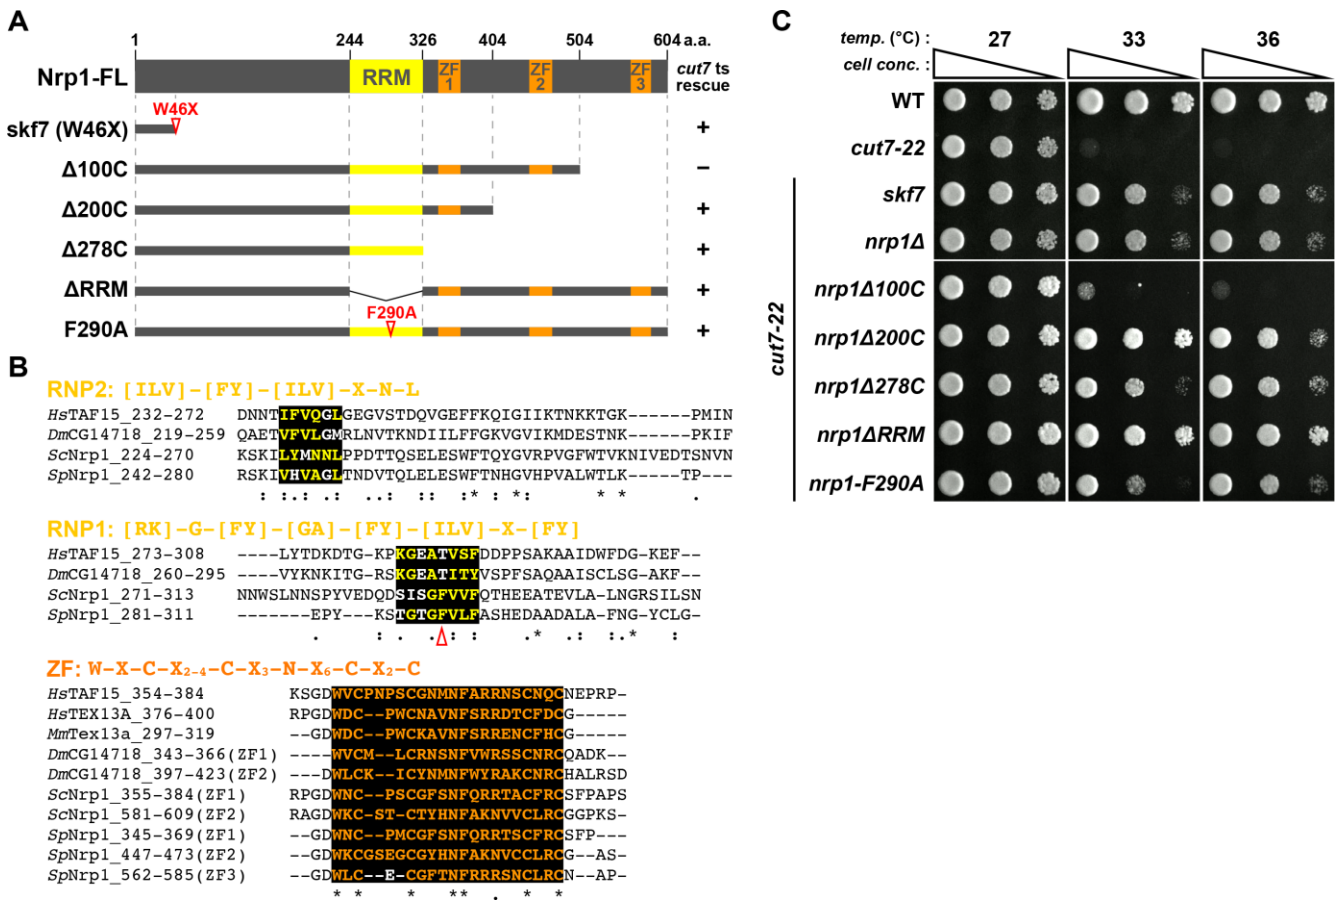 A
1 244 326 404 504 604 a.a.
Nrp1-FL RRM ZF 1 ZF 2 ZF 3 cut7 ts rescue
W46X
skf7 (W46X) +
Δ100C −
Δ200C +
Δ278C +
ΔRRM +
F290A
F290A +
B
RNP2: [ILV]-[FY]-[ILV]-X-N-L
HsTAF15_232-272 DNNTIFVQGLGEGVSTDQVGEFFKQIGIIKTNKKTGK------PMIN
DmCG14718_219-259 QAETVFVLGMRLNVTKNDIILFFGKVGVIKMDESTNK------PKIF
ScNrp1_224-270 KSKILYMNNLPPDTTQSELESWFTQYGVRPVGFWTVKNIVEDTSNVN
SpNrp1_242-280 RSKIVHVAGLTNDVTQLELESWFTNHGVHPVALWTLK------TP---
: :.: : .. : :: :* :*: * * .
RNP1: [RK]-G-[FY]-[GA]-[FY]-[ILV]-X-[FY]
HsTAF15_273-308 ----LYTDKDTG-KPKGEATVSFDDPPSAKAAIDWFDG-KEF--
DmCG14718_260-295 ----VYKNKITG-RSKGEATITYVSPFSAQAAISCLSG-AKF--
ScNrp1_271-313 NNWSLNNSPYVEDQDSISGFVVFQTHEEATEVLA-LNGRSILSN
SpNrp1_281-311 -------EPY---KSTGTGFVLFASHEDAADALA-FNG-YCLG-
. : . .: : : .* .: :.* :
ZF: W-X-C-X2-4-C-X3-N-X6-C-X2-C
HsTAF15_354-384 KSGDWVCPNPSCGNMNFARRNSCNQCNEPRP-
HsTEX13A_376-400 RPGDWDC--PWCNAVNFSRRDTCFDCG-----
MmTex13a_297-319 --GDWDC--PWCKAVNFSRRENCFHCG-----
DmCG14718_343-366(ZF1) ----WVCM--LCRNSNFVWRSSCNRCQADK--
DmCG14718_397-423(ZF2) ---DWLCK--ICYNMNFWYRAKCNRCHALRSD
ScNrp1_355-384(ZF1) RPGDWNC--PSCGFSNFQRRTACFRCSFPAPS
ScNrp1_581-609(ZF2) RAGDWKC-ST-CTYHNFAKNVVCLRCGGPKS-
SpNrp1_345-369(ZF1) --GDWNC--PMCGFSNFQRRTSCFRCSFP---
SpNrp1_447-473(ZF2) --GDWKCGSEGCGYHNFAKNVCCLRCG--AS-
SpNrp1_562-585(ZF3) --GDWLC--E-CGFTNFRRRSNCLRCN--AP-
* * * ** . * *
C
temp. (°C) : 27 33 36
cell conc. :
WT
cut7-22
skf7
nrp1Δ
nrp1Δ100C
nrp1Δ200C
nrp1Δ278C
nrp1ΔRRM
nrp1-F290A
cut7-22